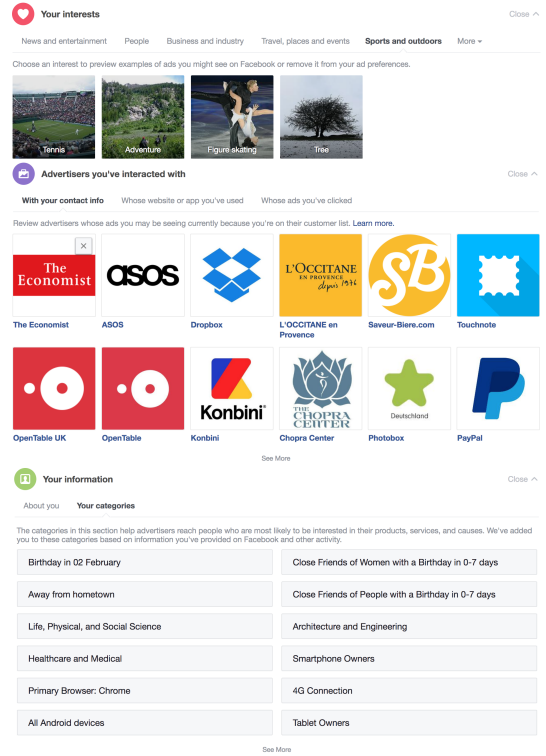 Your interests
Close
News and entertainment People Business and industry Travel, places and events Sports and outdoors More
Choose an interest to preview examples of ads you might see on Facebook or remove it from your ad preferences.
Tennis Adventure Figure skating Tree
Advertisers you've interacted with
Close
With your contact info Whose website or app you've used Whose ads you've clicked
Review advertisers whose ads you may be seeing currently because you're on their customer list. Learn more.
The
Economist
asos
L'OCCITANE
EN PROVENCE
depuis 1976
SB
The Economist
ASOS
Dropbox
L'OCCITANE en
Provence
Saveur-Biere.com
Touchnote
Konbini
THE
CHOPRA
CENTER
Deutschland
P
OpenTable UK
OpenTable
Konbini
Chopra Center
Photobox
PayPal
See More
Your information
Close
About you Your categories
The categories in this section help advertisers reach people who are most likely to be interested in their products, services, and causes. We've added
you to these categories based on information you've provided on Facebook and other activity.
Birthday in 02 February
Close Friends of Women with a Birthday in 0-7 days
Away from hometown
Close Friends of People with a Birthday in 0-7 days
Life, Physical, and Social Science
Architecture and Engineering
Healthcare and Medical
Smartphone Owners
Primary Browser: Chrome
4G Connection
All Android devices
Tablet Owners
See More